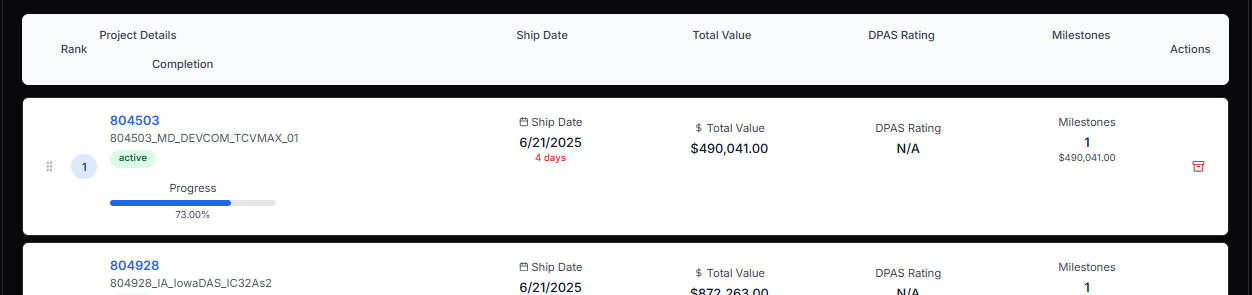 Project Details
Ship Date
Total Value
DPAS Rating
Milestones
Rank
Actions
Completion
804503
804503_MD_DEVCOM_TCVMAX_01
active
1
Progress
73.00%
Ship Date
6/21/2025
4 days
$ Total Value
$490,041.00
DPAS Rating
N/A
Milestones
1
$490,041.00
804928
804928_IA_IowaDAS_IC32As2
Ship Date
6/21/2025
$ Total Value
$872,263.00
DPAS Rating
N/A
Milestones
1